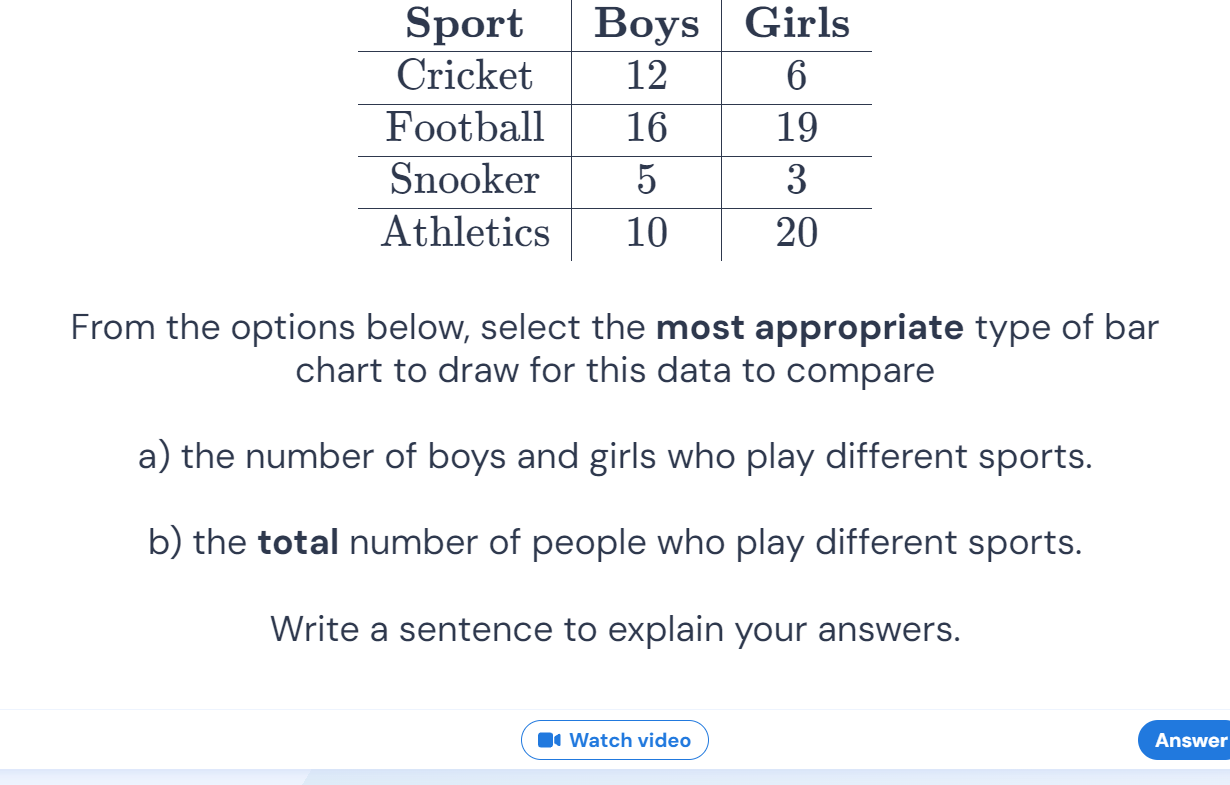 Sport Boys Girls
Cricket 12 6
Football 16 19
Snooker 5 3
Athletics 10 20
From the options below, select the most appropriate type of bar
chart to draw for this data to compare
a) the number of boys and girls who play different sports.
b) the total number of people who play different sports.
Write a sentence to explain your answers.
Watch video
Answer